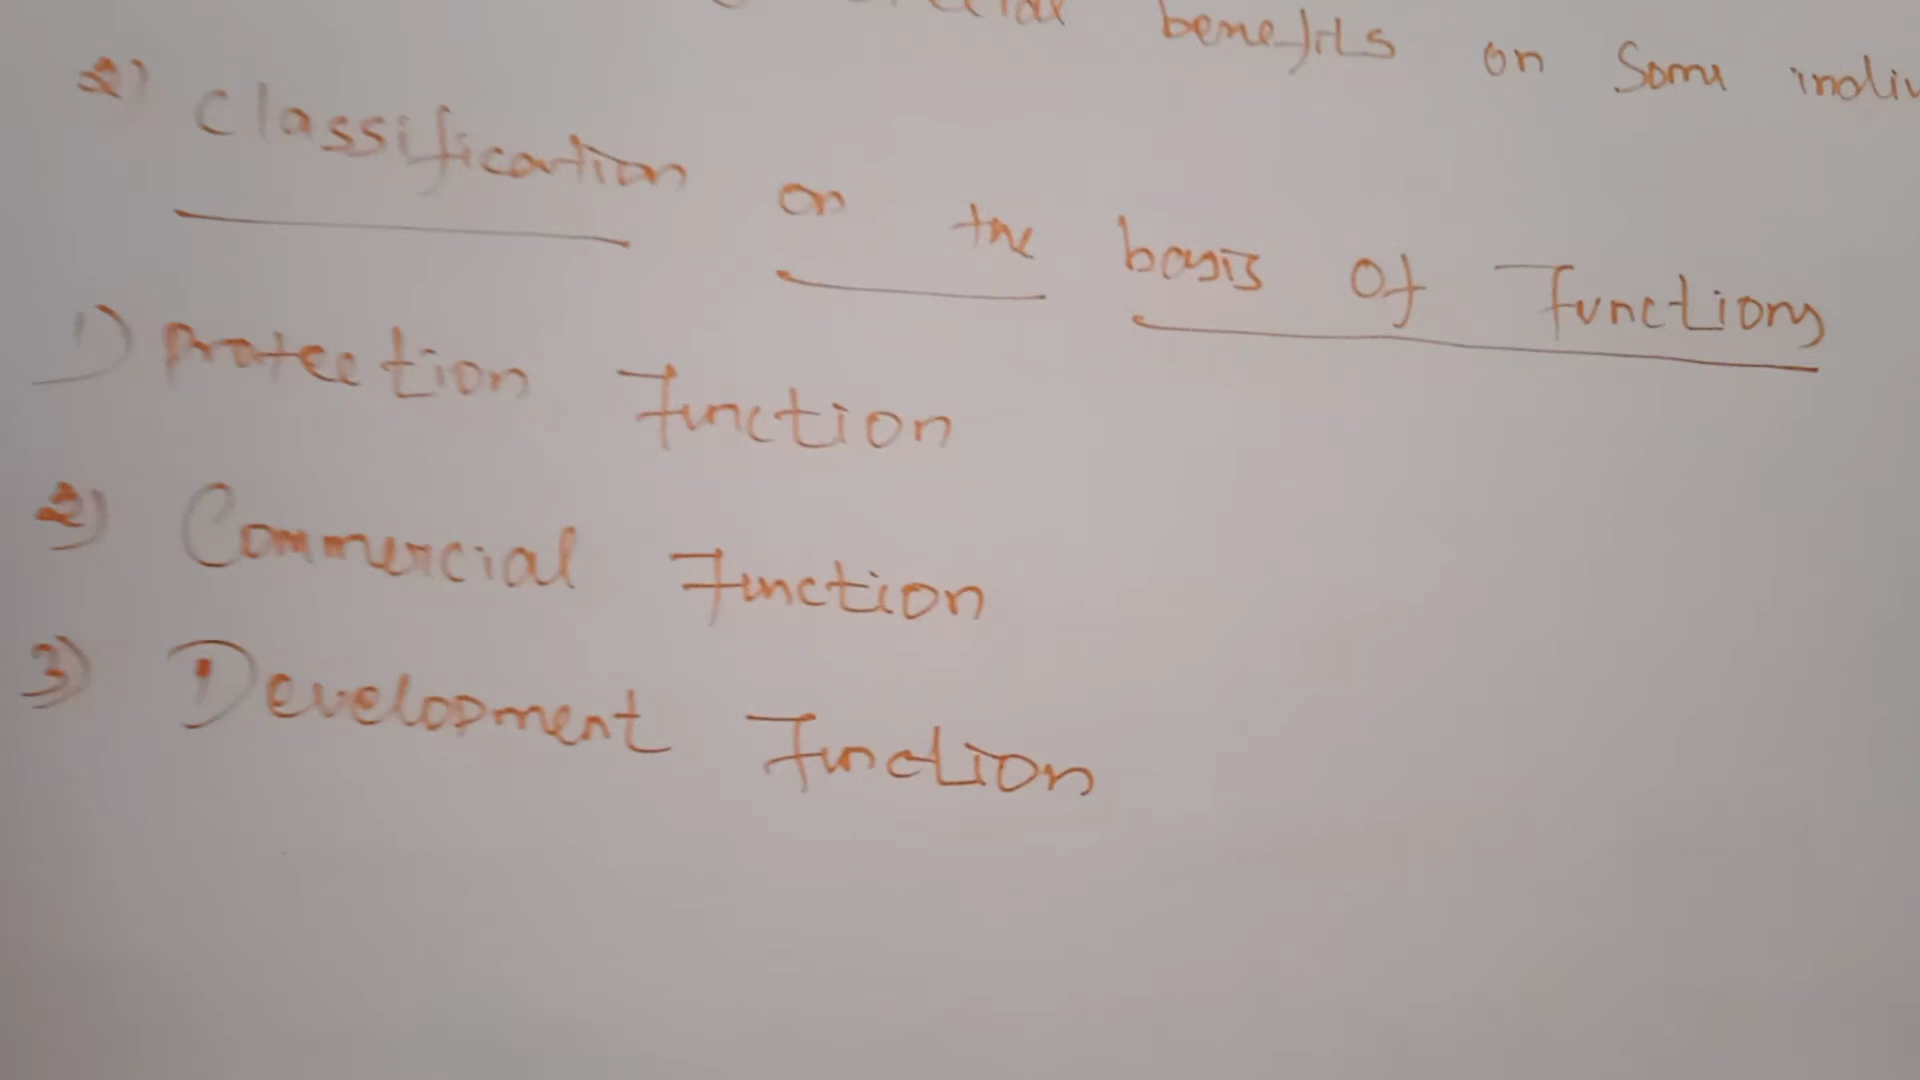 benefits on Some
2) Classification on the basis of Functions
1) Protection Function
2) Commercial Function
3) Development Function